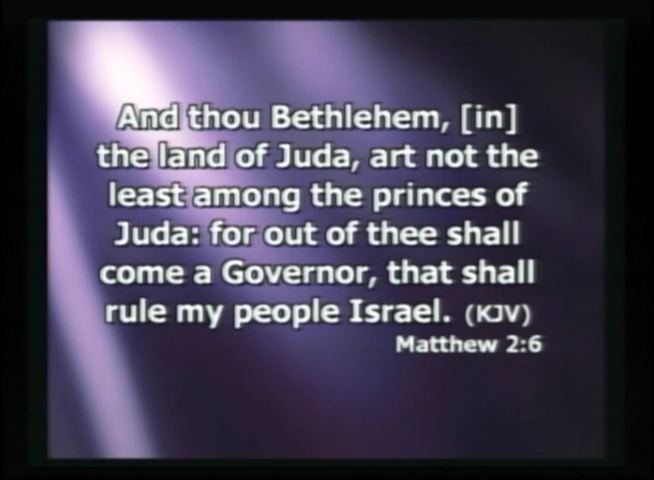 And thou Bethlehem, [in]
the land of Juda, art not the
least among the princes of
Juda: for out of thee shall
come a Governor, that shall
rule my people Israel. (KJV)
Matthew 2:6